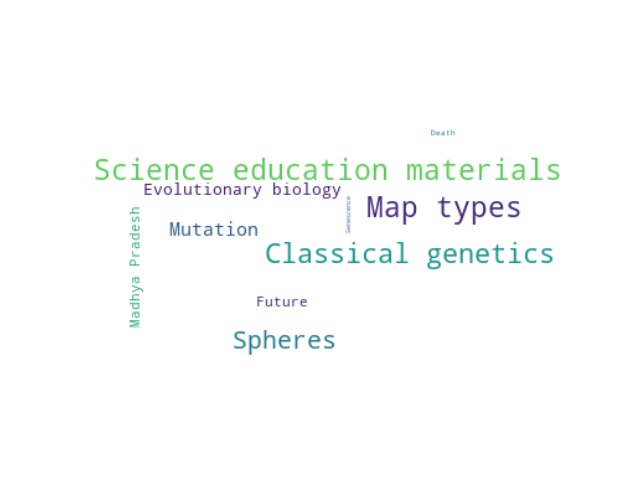 Death
Science education materials
Evolutionary biology
Map types
Senescence
Madhya Pradesh
Mutation
Classical genetics
Future
Spheres